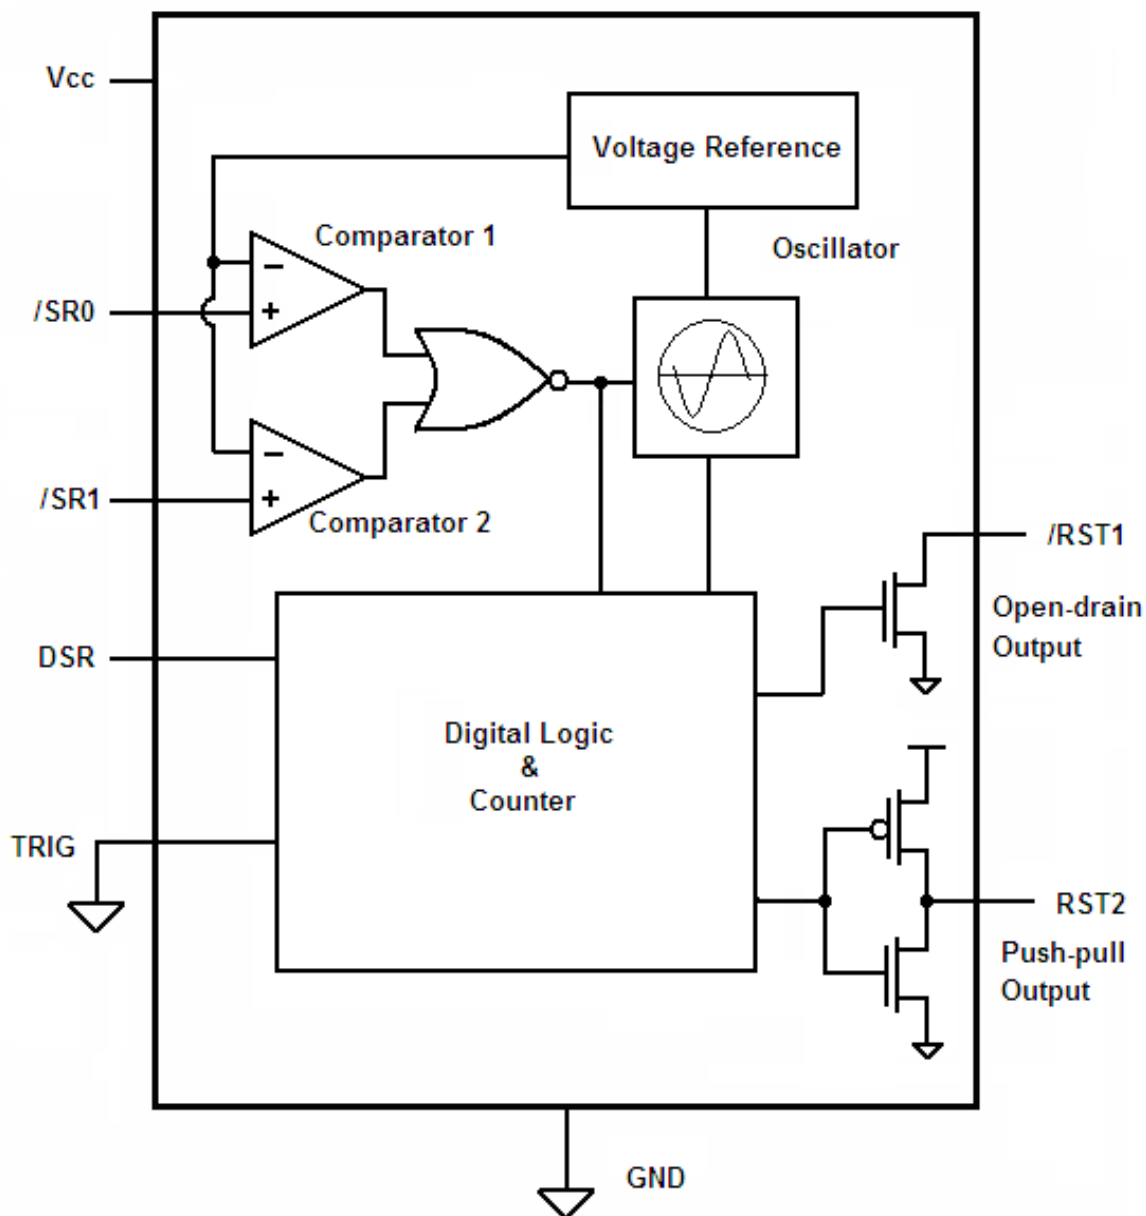 Vcc
Voltage Reference
Comparator 1
Oscillator
−
/SR0
+
−
/SR1
+
Comparator 2
/RST1
Open-drain
Output
DSR
Digital Logic
&
Counter
TRIG
RST2
Push-pull
Output
GND